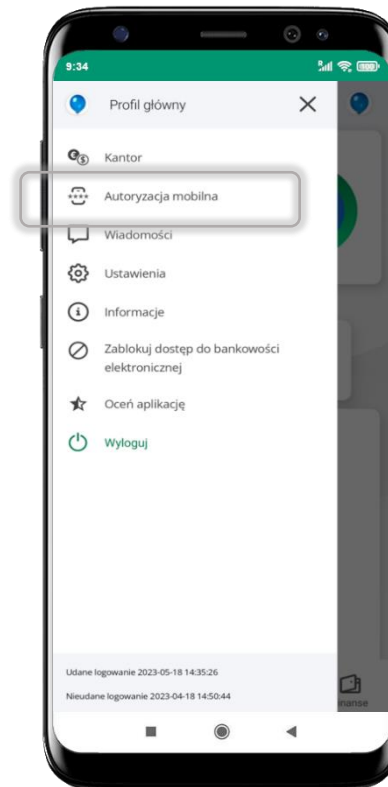 9:34
Profil główny
Kantor
Autoryzacja mobilna
Wiadomości
Ustawienia
Informacje
Zablokuj dostęp do bankowości
elektronicznej
Oceń aplikację
Wyloguj
Udane logowanie 2023-05-18 14:35:26
Nieudane logowanie 2023-04-18 14:50:44
inanse